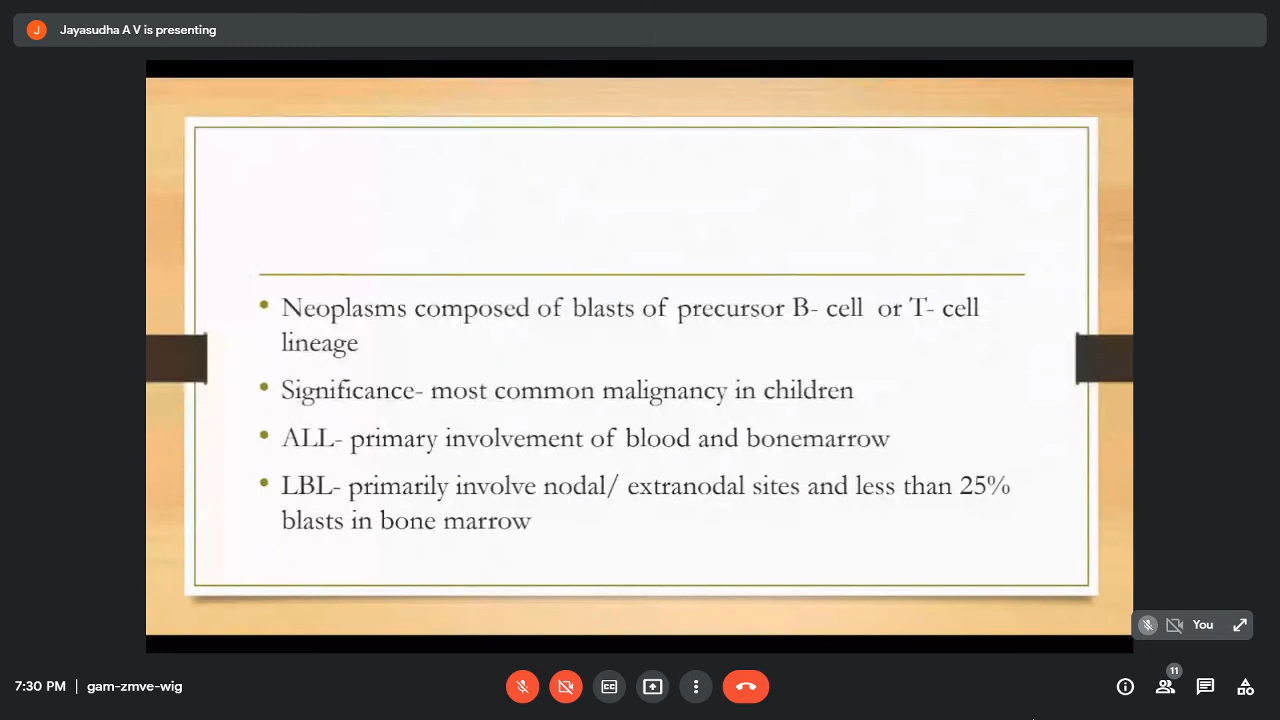 J Jayasudha A V is presenting
• Neoplasms composed of blasts of precursor B- cell or T- cell
lineage
• Significance- most common malignancy in children
• ALL- primary involvement of blood and bonemarrow
• LBL- primarily involve nodal/ extranodal sites and less than 25%
blasts in bone marrow
You
7:30 PM | gam-zmve-wig
CC
11